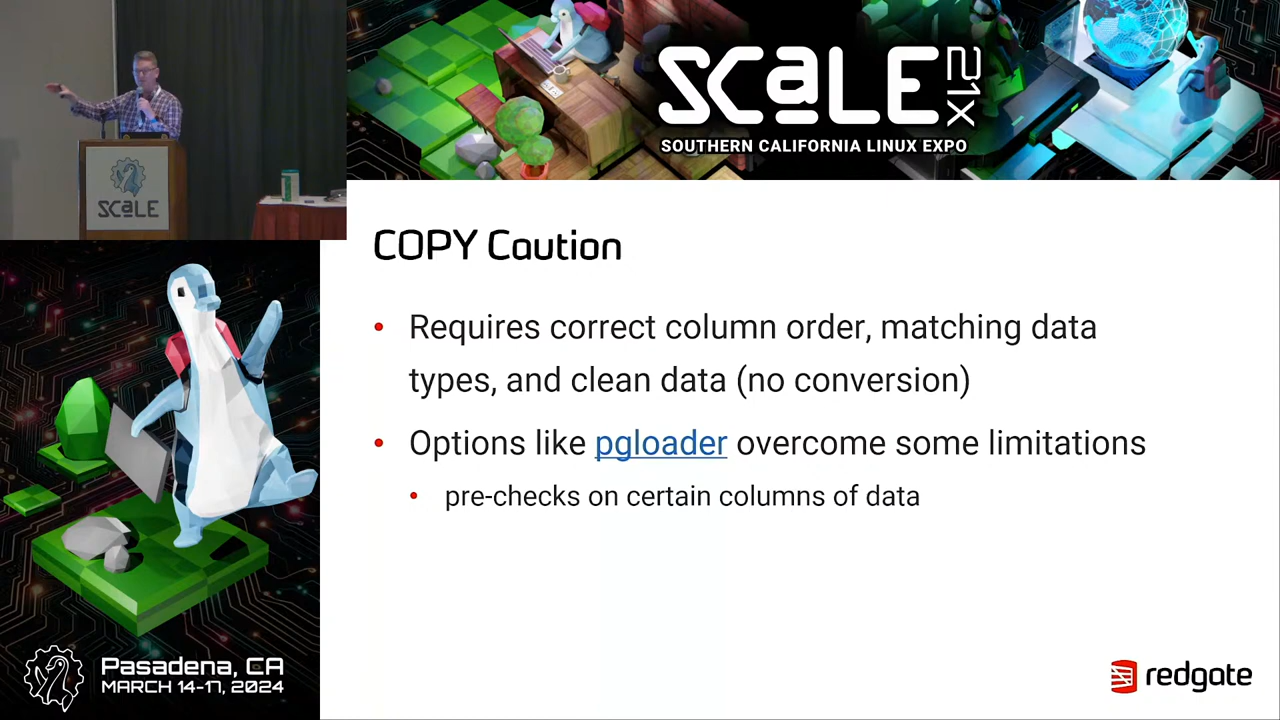 SCALE 21X
SOUTHERN CALIFORNIA LINUX EXPO
SCALE
COPY Caution
• Requires correct column order, matching data
types, and clean data (no conversion)
• Options like pgloader overcome some limitations
• pre-checks on certain columns of data
Pasadena, CA
MARCH 14-17, 2024
redgate